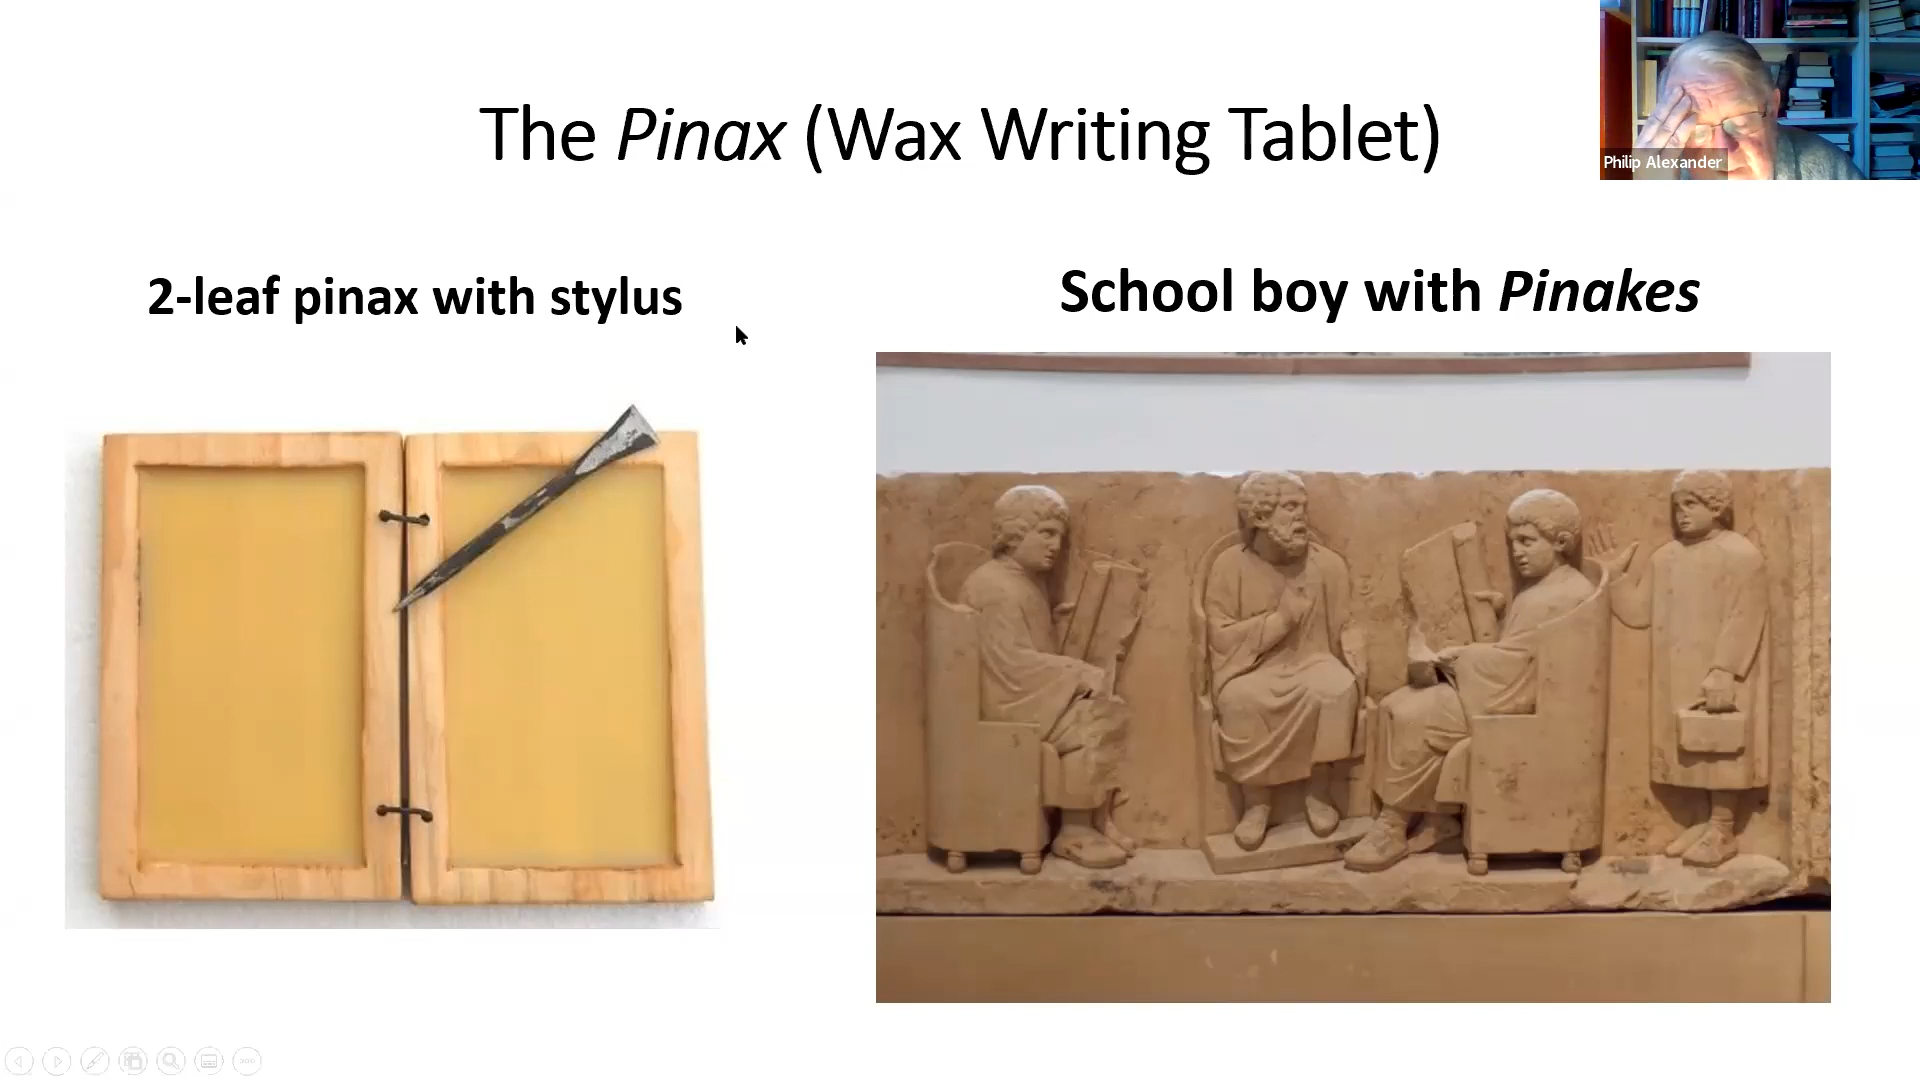 The Pinax (Wax Writing Tablet)
Philip Alexander
2-leaf pinax with stylus
School boy with Pinakes